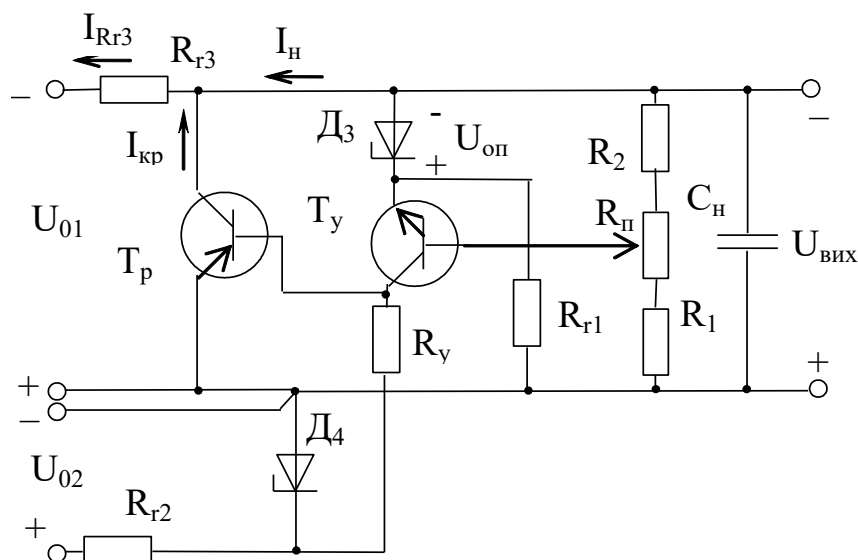 I_Rr3
R_r3
I_н
−
−
Д_3
-
U_оп
+
R_2
I_кр
U_01
T_р
T_у
R_п
C_н
U_вих
R_у
R_r1
R_1
+
−
+
Д_4
U_02
R_r2
+